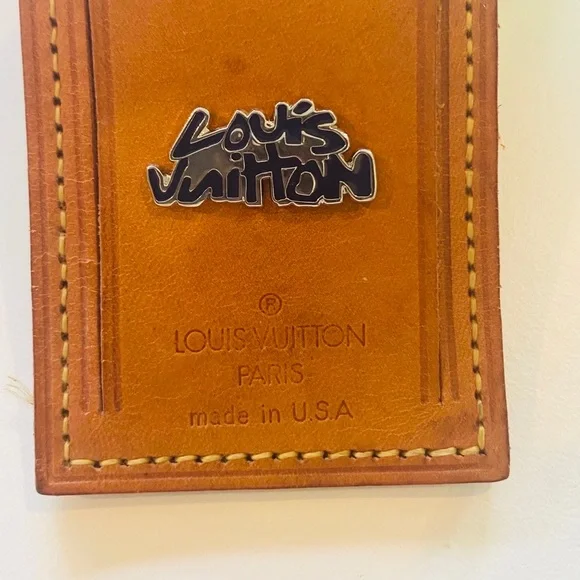 Louis
Vuitton
®
LOUIS VUITTON
PARIS
made in U.S.A